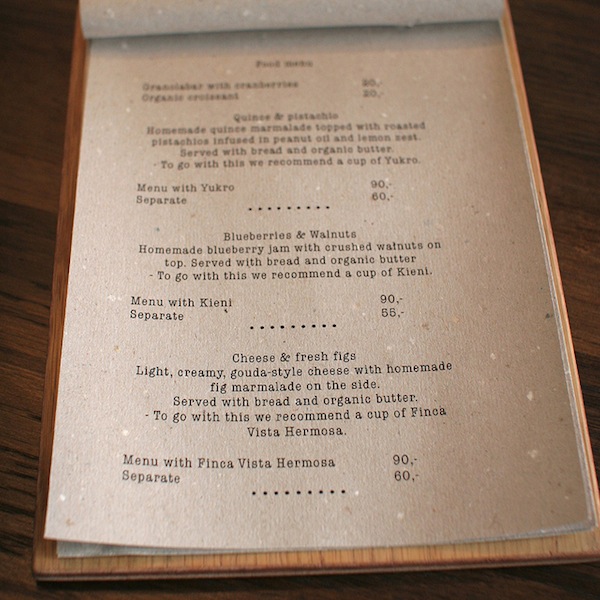 Food menu
Granolabar with cranberries 20,-
Organic croissant 20,-
Quince & pistachio
Homemade quince marmalade topped with roasted
pistachios infused in peanut oil and lemon zest.
Served with bread and organic butter.
- To go with this we recommend a cup of Yukro.
Menu with Yukro 90,-
Separate 60,-
Blueberries & Walnuts
Homemade blueberry jam with crushed walnuts on
top. Served with bread and organic butter
- To go with this we recommend a cup of Kieni.
Menu with Kieni 90,-
Separate 55,-
Cheese & fresh figs
Light, creamy, gouda-style cheese with homemade
fig marmalade on the side.
Served with bread and organic butter.
- To go with this we recommend a cup of Finca
Vista Hermosa.
Menu with Finca Vista Hermosa 90,-
Separate 60,-